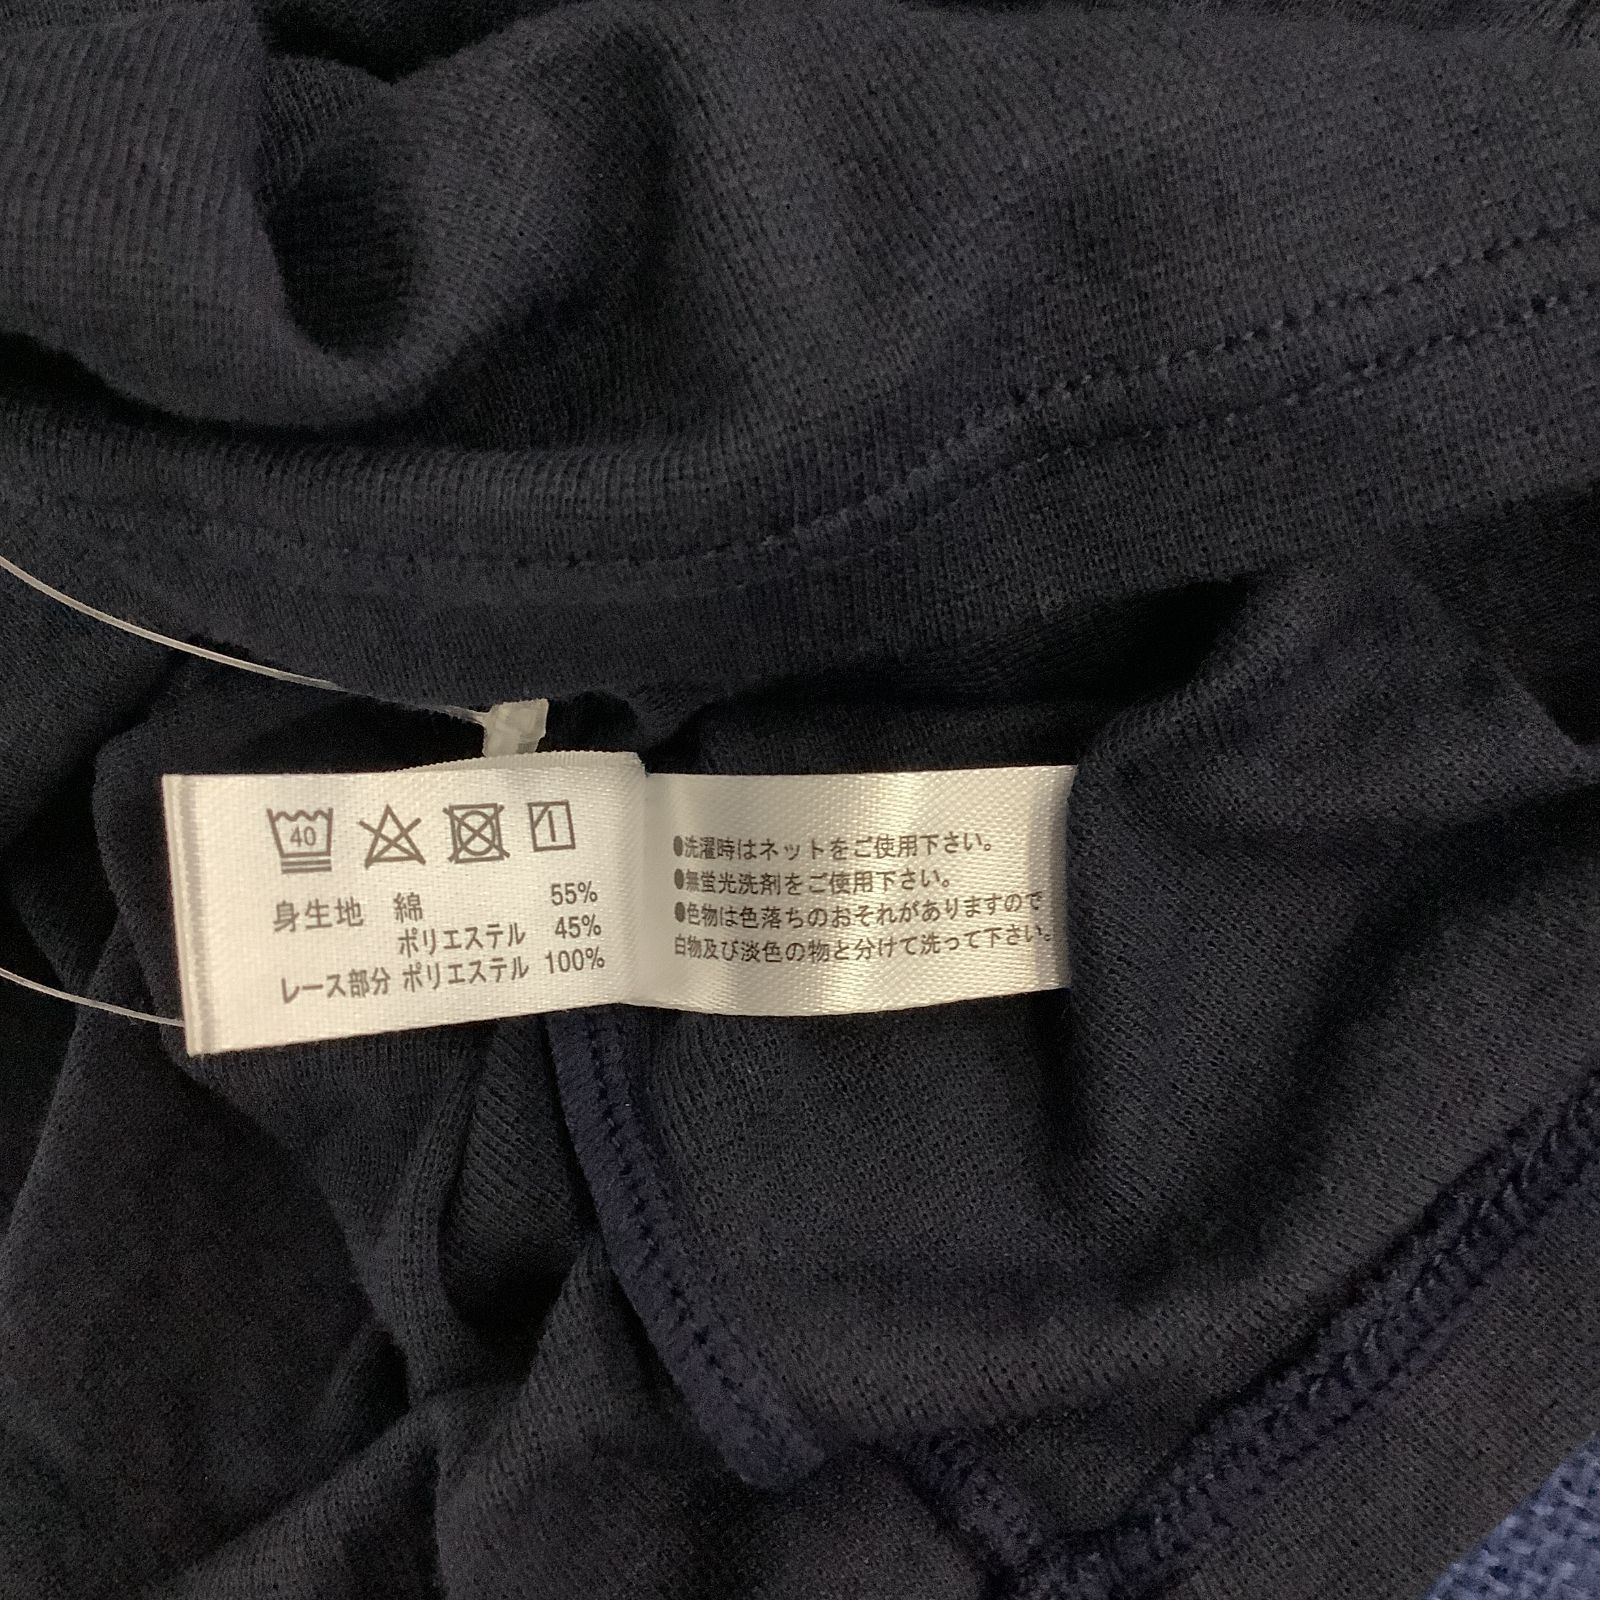 40
身生地 綿 55%
ポリエステル 45%
レース部分 ポリエステル 100%
●洗濯時はネットをご使用下さい。
●無蛍光洗剤をご使用下さい。
●色物は色落ちのおそれがありますので
白物及び淡色の物と分けて洗って下さい。